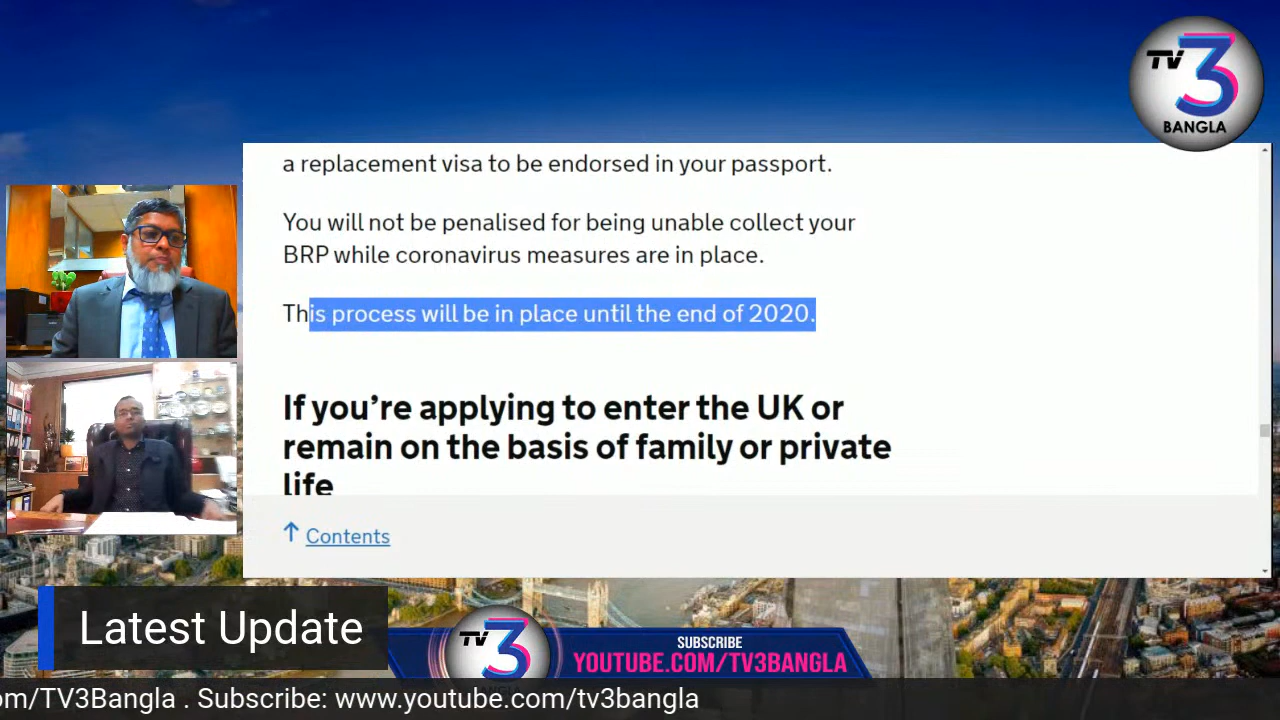 TV3
BANGLA
a replacement visa to be endorsed in your passport.
You will not be penalised for being unable collect your
BRP while coronavirus measures are in place.
This process will be in place until the end of 2020.
If you’re applying to enter the UK or
remain on the basis of family or private
life
↑ Contents
Latest Update
TV3
SUBSCRIBE
YOUTUBE.COM/TV3BANGLA
om/TV3Bangla . Subscribe: www.youtube.com/tv3bangla